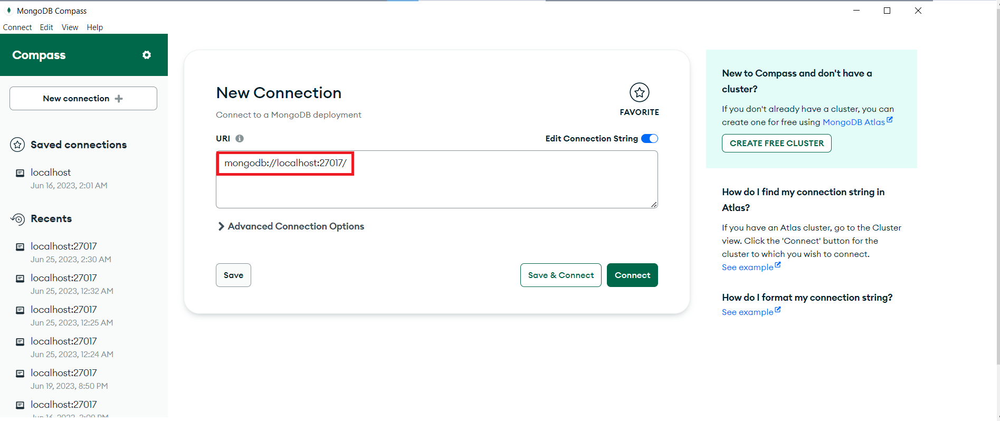 MongoDB Compass
Connect Edit View Help
Compass
New connection
Saved connections
localhost
Jun 16, 2023, 2:01 AM
Recents
localhost:27017
Jun 25, 2023, 2:30 AM
localhost:27017
Jun 25, 2023, 12:32 AM
localhost:27017
Jun 25, 2023, 12:25 AM
localhost:27017
Jun 25, 2023, 12:24 AM
localhost:27017
Jun 19, 2023, 8:50 PM
localhost:27017
New Connection
Connect to a MongoDB deployment
FAVORITE
URI
Edit Connection String
mongodb://localhost:27017/
Advanced Connection Options
Save
Save & Connect
Connect
New to Compass and don't have a
cluster?
If you don't already have a cluster, you can
create one for free using MongoDB Atlas
CREATE FREE CLUSTER
How do I find my connection string in
Atlas?
If you have an Atlas cluster, go to the Cluster
view. Click the 'Connect' button for the
cluster to which you wish to connect.
See example
How do I format my connection string?
See example